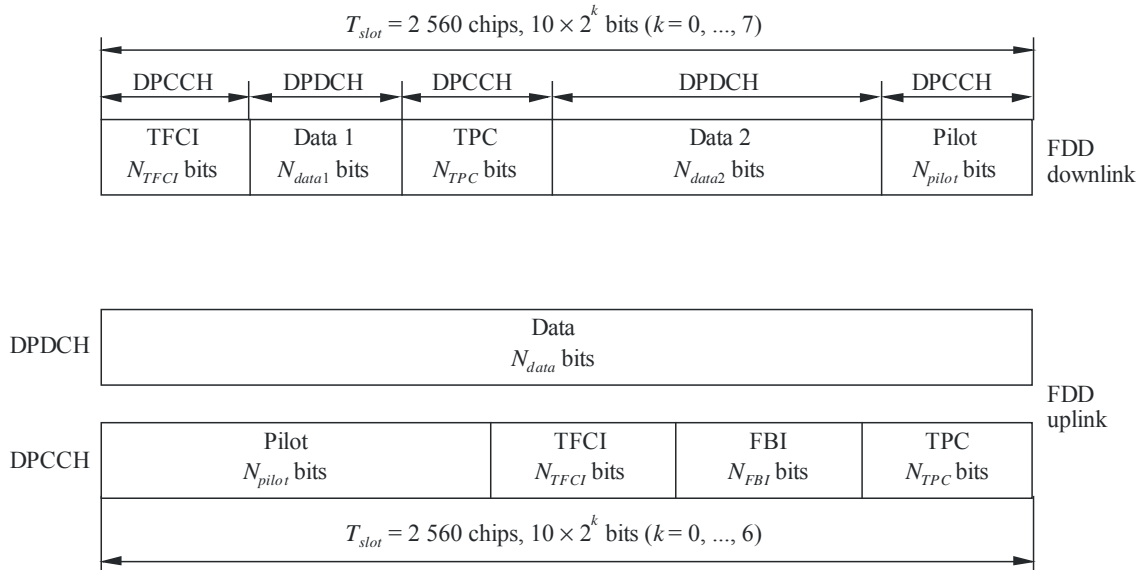 T_slot = 2 560 chips, 10 × 2^k bits (k = 0, ..., 7)
DPCCH DPDCH DPCCH DPDCH DPCCH
TFCI Data 1 TPC Data 2 Pilot
N_TFCI bits N_data1 bits N_TPC bits N_data2 bits N_pilot bits
FDD
downlink
Data
DPDCH
N_data bits
FDD
uplink
Pilot TFCI FBI TPC
DPCCH
N_pilot bits N_TFCI bits N_FBI bits N_TPC bits
T_slot = 2 560 chips, 10 × 2^k bits (k = 0, ..., 6)